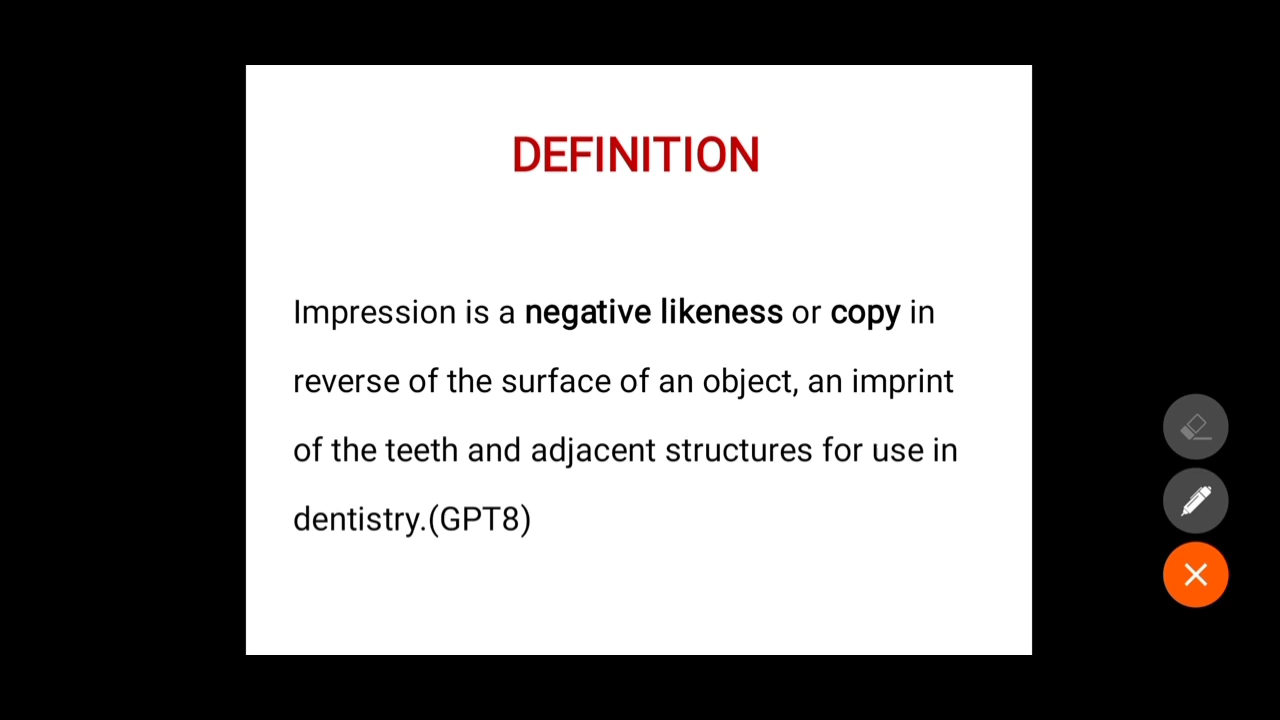 DEFINITION
Impression is a negative likeness or copy in
reverse of the surface of an object, an imprint
of the teeth and adjacent structures for use in
dentistry.(GPT8)